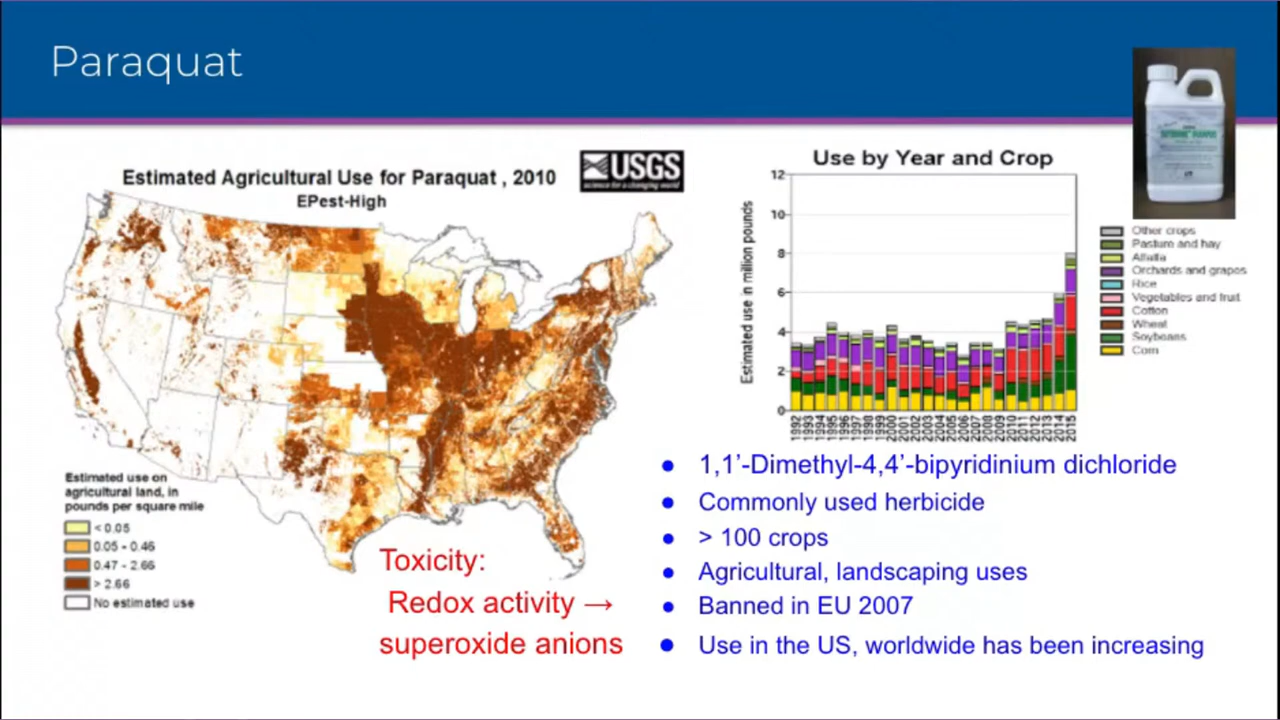 Paraquat
Estimated Agricultural Use for Paraquat , 2010
EPest-High
USGS
science for a changing world
Estimated use on
agricultural land, in
pounds per square mile
< 0.05
0.05 - 0.46
0.47 - 2.66
> 2.66
No estimated use
Toxicity:
Redox activity →
superoxide anions
Use by Year and Crop
Estimated use in million pounds
12
10
8
6
4
2
0
1992
1993
1994
1995
1996
1997
1998
1999
2000
2001
2002
2003
2004
2005
2006
2007
2008
2009
2010
2011
2012
2013
2014
2015
Other crops
Pasture and hay
Alfalfa
Orchards and grapes
Rice
Vegetables and fruit
Cotton
Wheat
Soybeans
Corn
● 1,1’-Dimethyl-4,4’-bipyridinium dichloride
● Commonly used herbicide
● > 100 crops
● Agricultural, landscaping uses
● Banned in EU 2007
● Use in the US, worldwide has been increasing